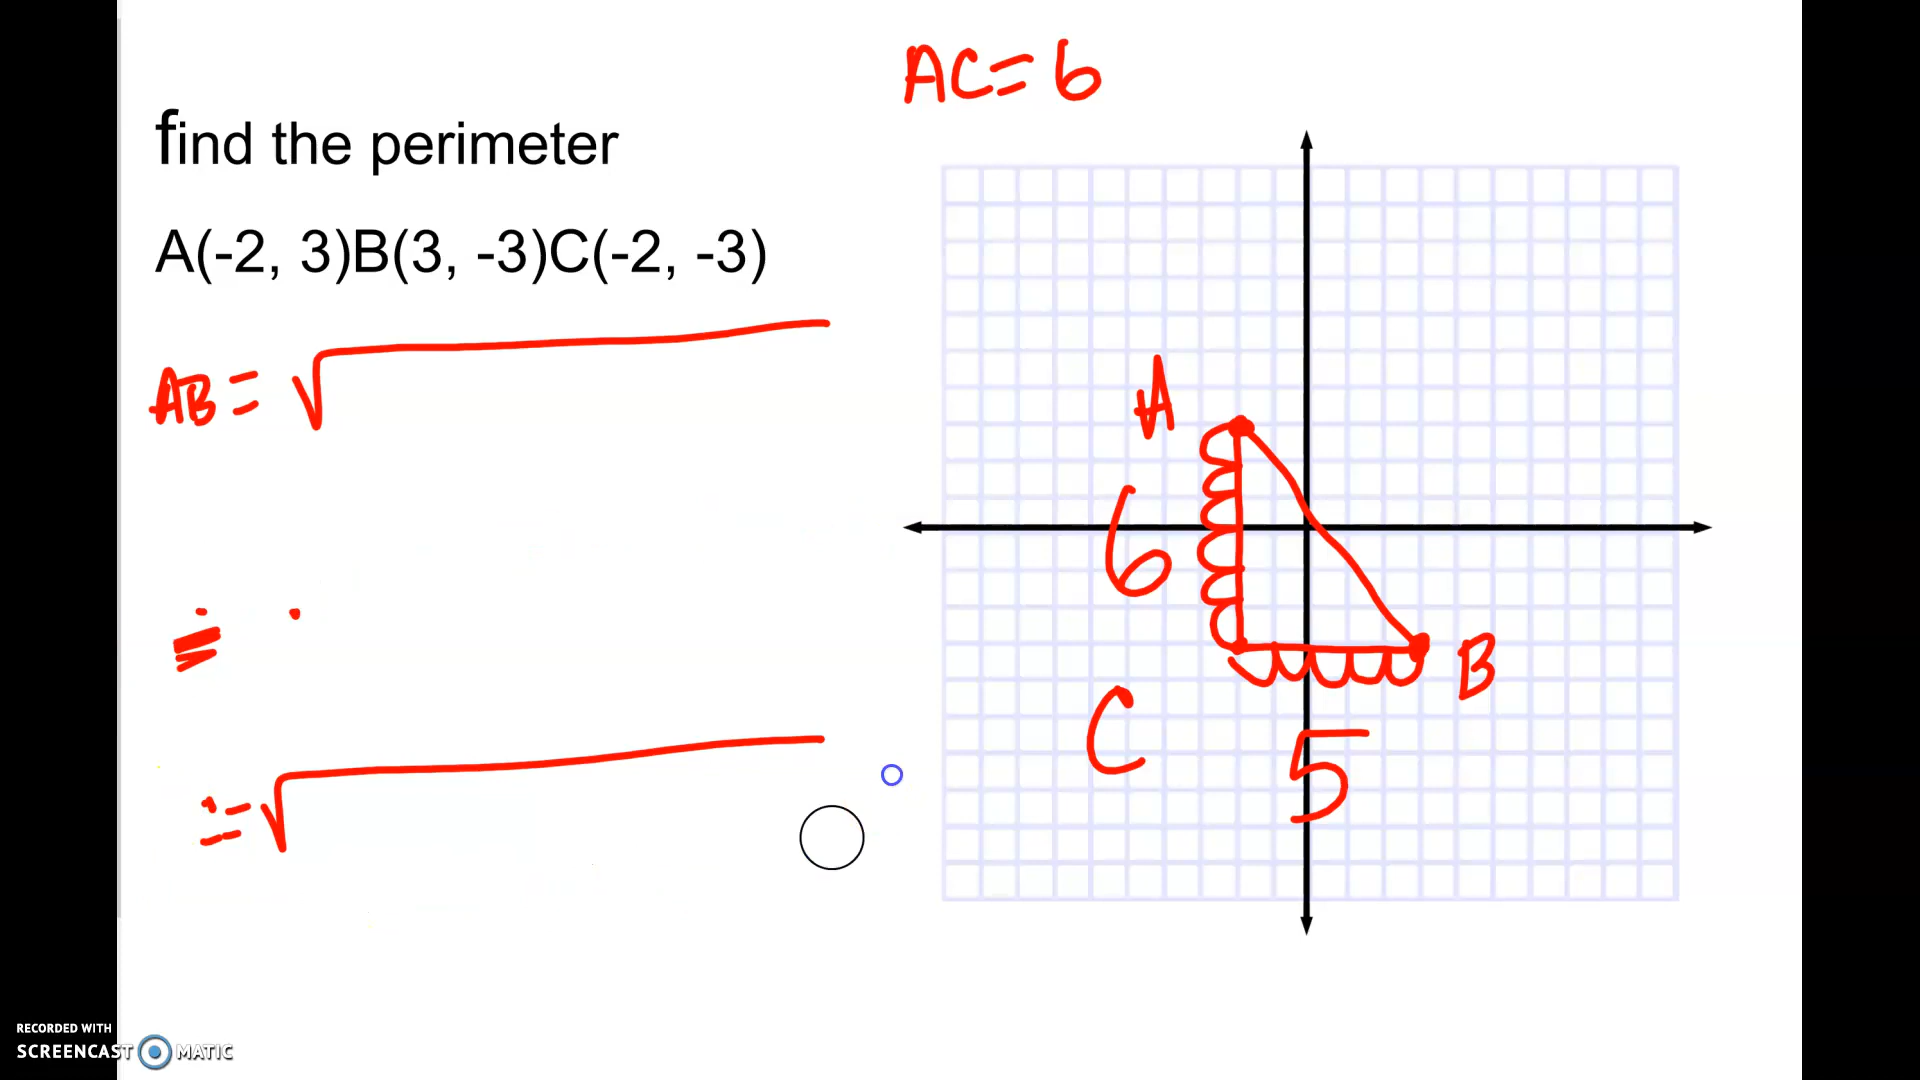 AC=6
find the perimeter
A(-2, 3)B(3, -3)C(-2, -3)
AB = √
A
6
=
B
C
5
= √
RECORDED WITH
SCREENCAST MATIC